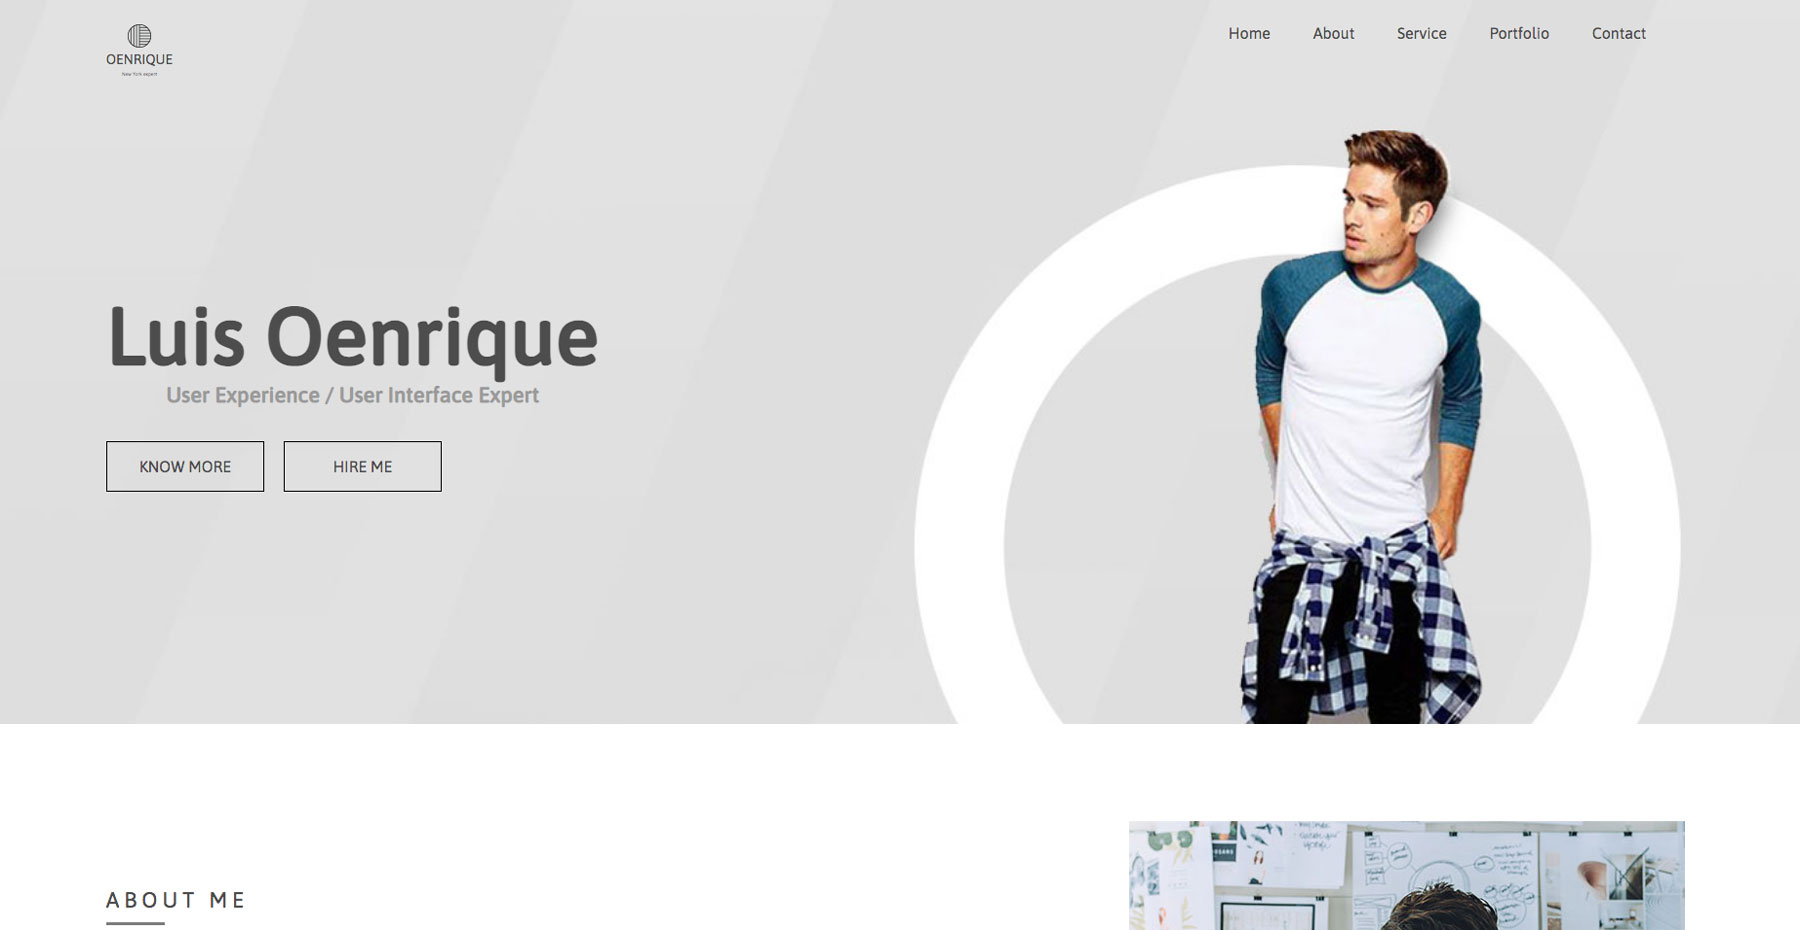 OENRIQUE
New York expert
Home About Service Portfolio Contact
Luis Oenrique
User Experience / User Interface Expert
KNOW MORE HIRE ME
ABOUT ME